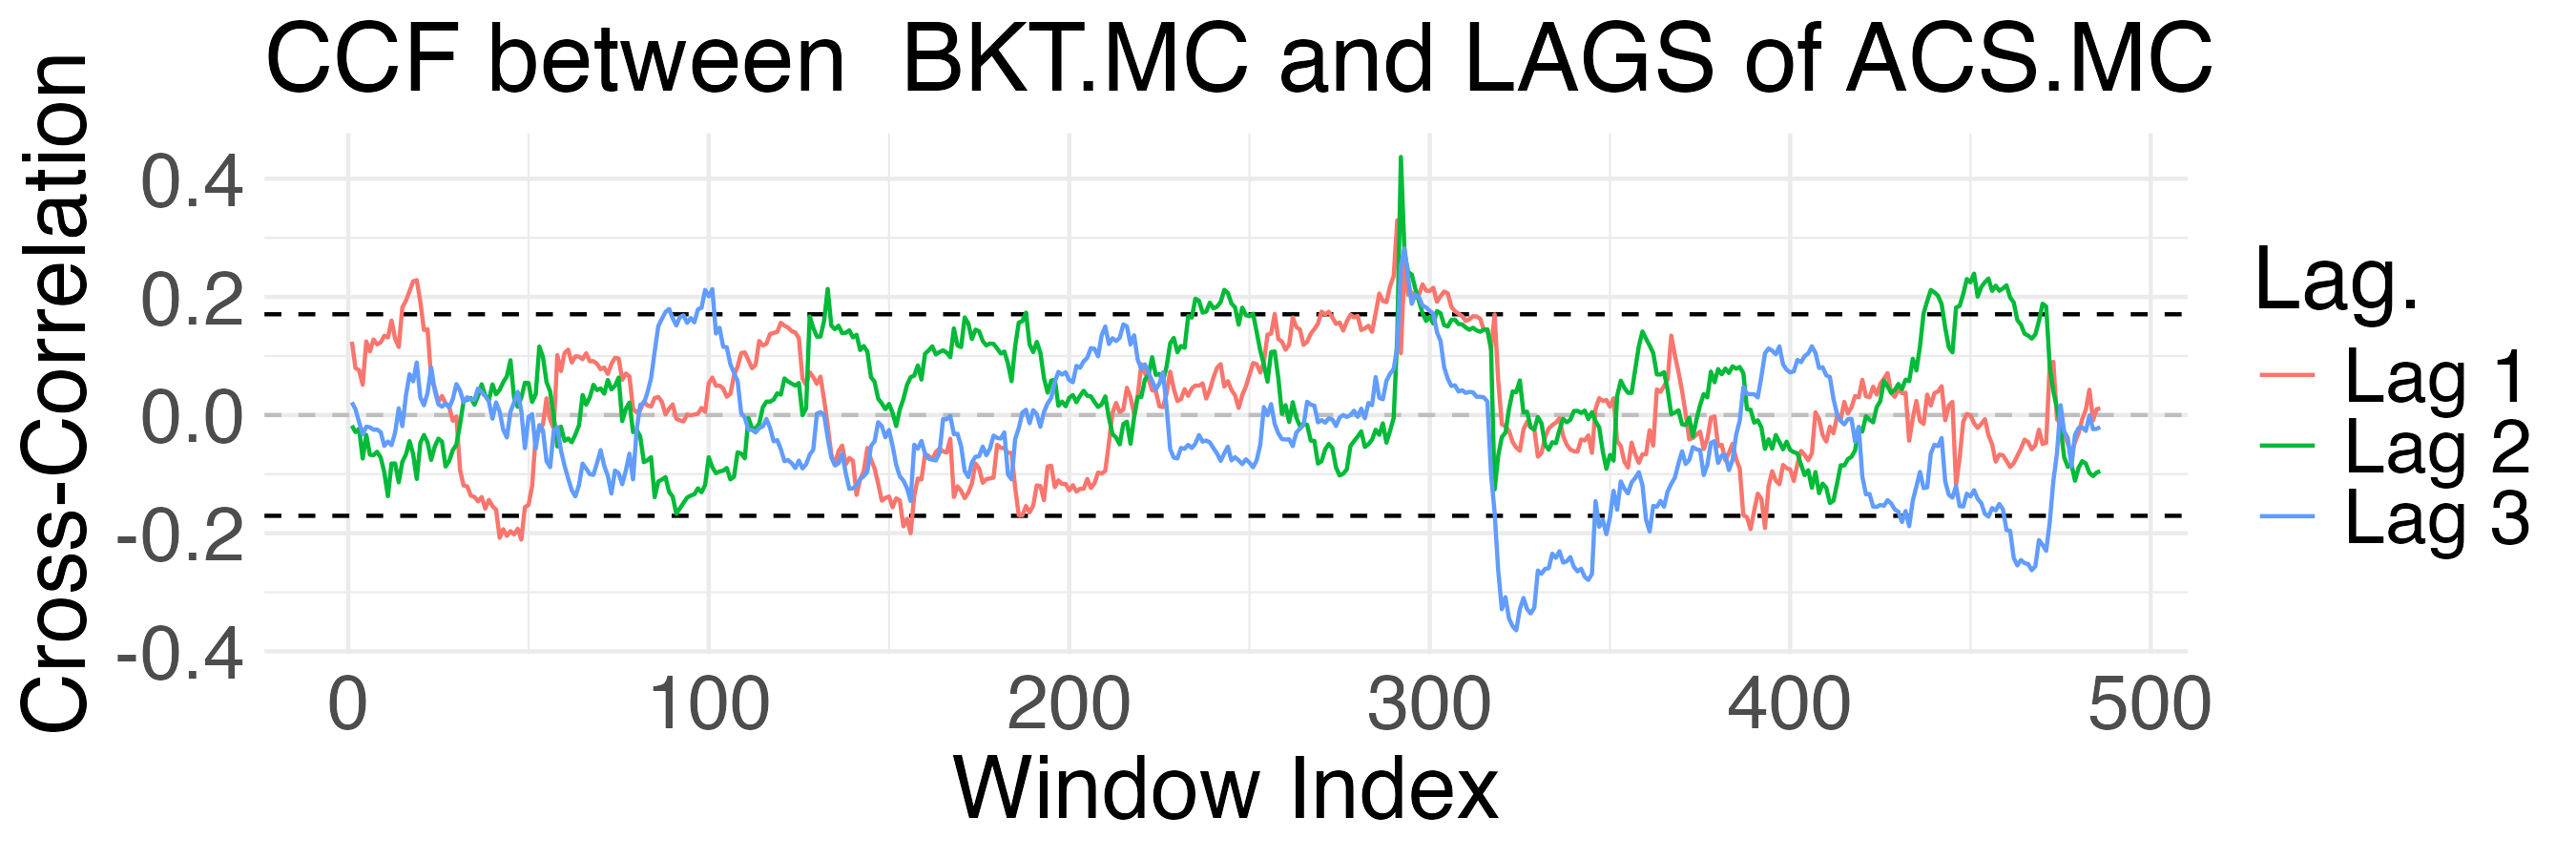 CCF between  BKT.MC and LAGS of ACS.MC
Cross-Correlation
0.4
0.2
0.0
-0.2
-0.4
0 100 200 300 400 500
Window Index
Lag.
Lag 1
Lag 2
Lag 3